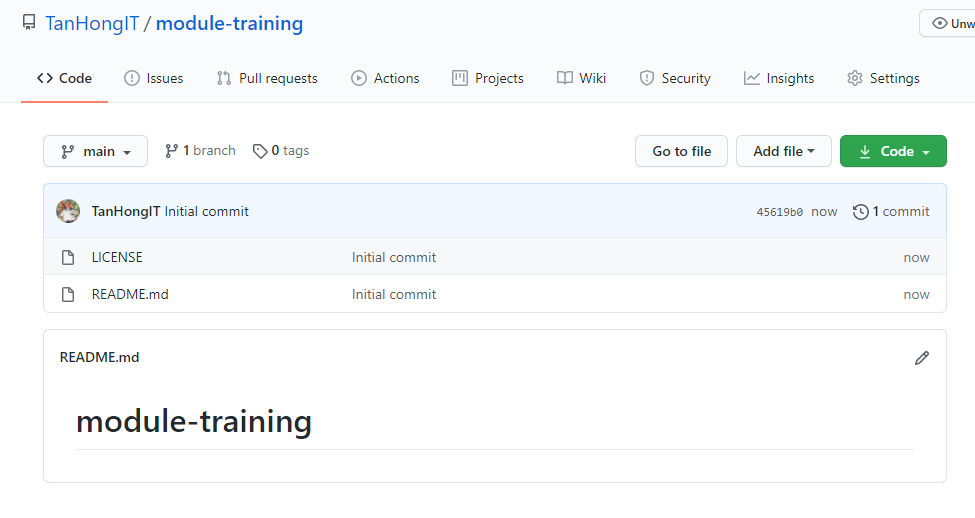 TanHongIT / module-training
Unw
Code Issues Pull requests Actions Projects Wiki Security Insights Settings
main 1 branch 0 tags Go to file Add file Code
TanHongIT Initial commit 45619b0 now 1 commit
LICENSE Initial commit now
README.md Initial commit now
README.md
module-training